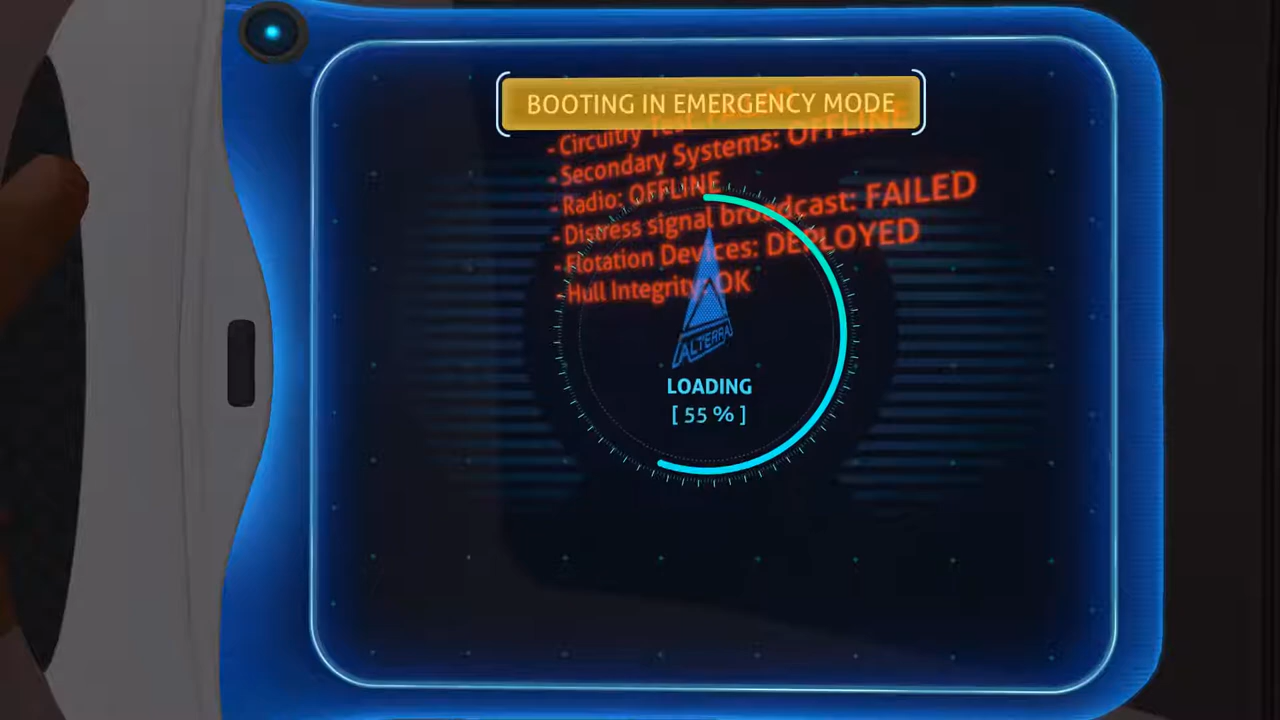 BOOTING IN EMERGENCY MODE
- Circuitry Test
- Secondary Systems: OFFLINE
- Radio: OFFLINE
- Distress signal broadcast: FAILED
- Flotation Devices: DEPLOYED
- Hull Integrity: OK
ALTERRA
LOADING
[ 55 % ]